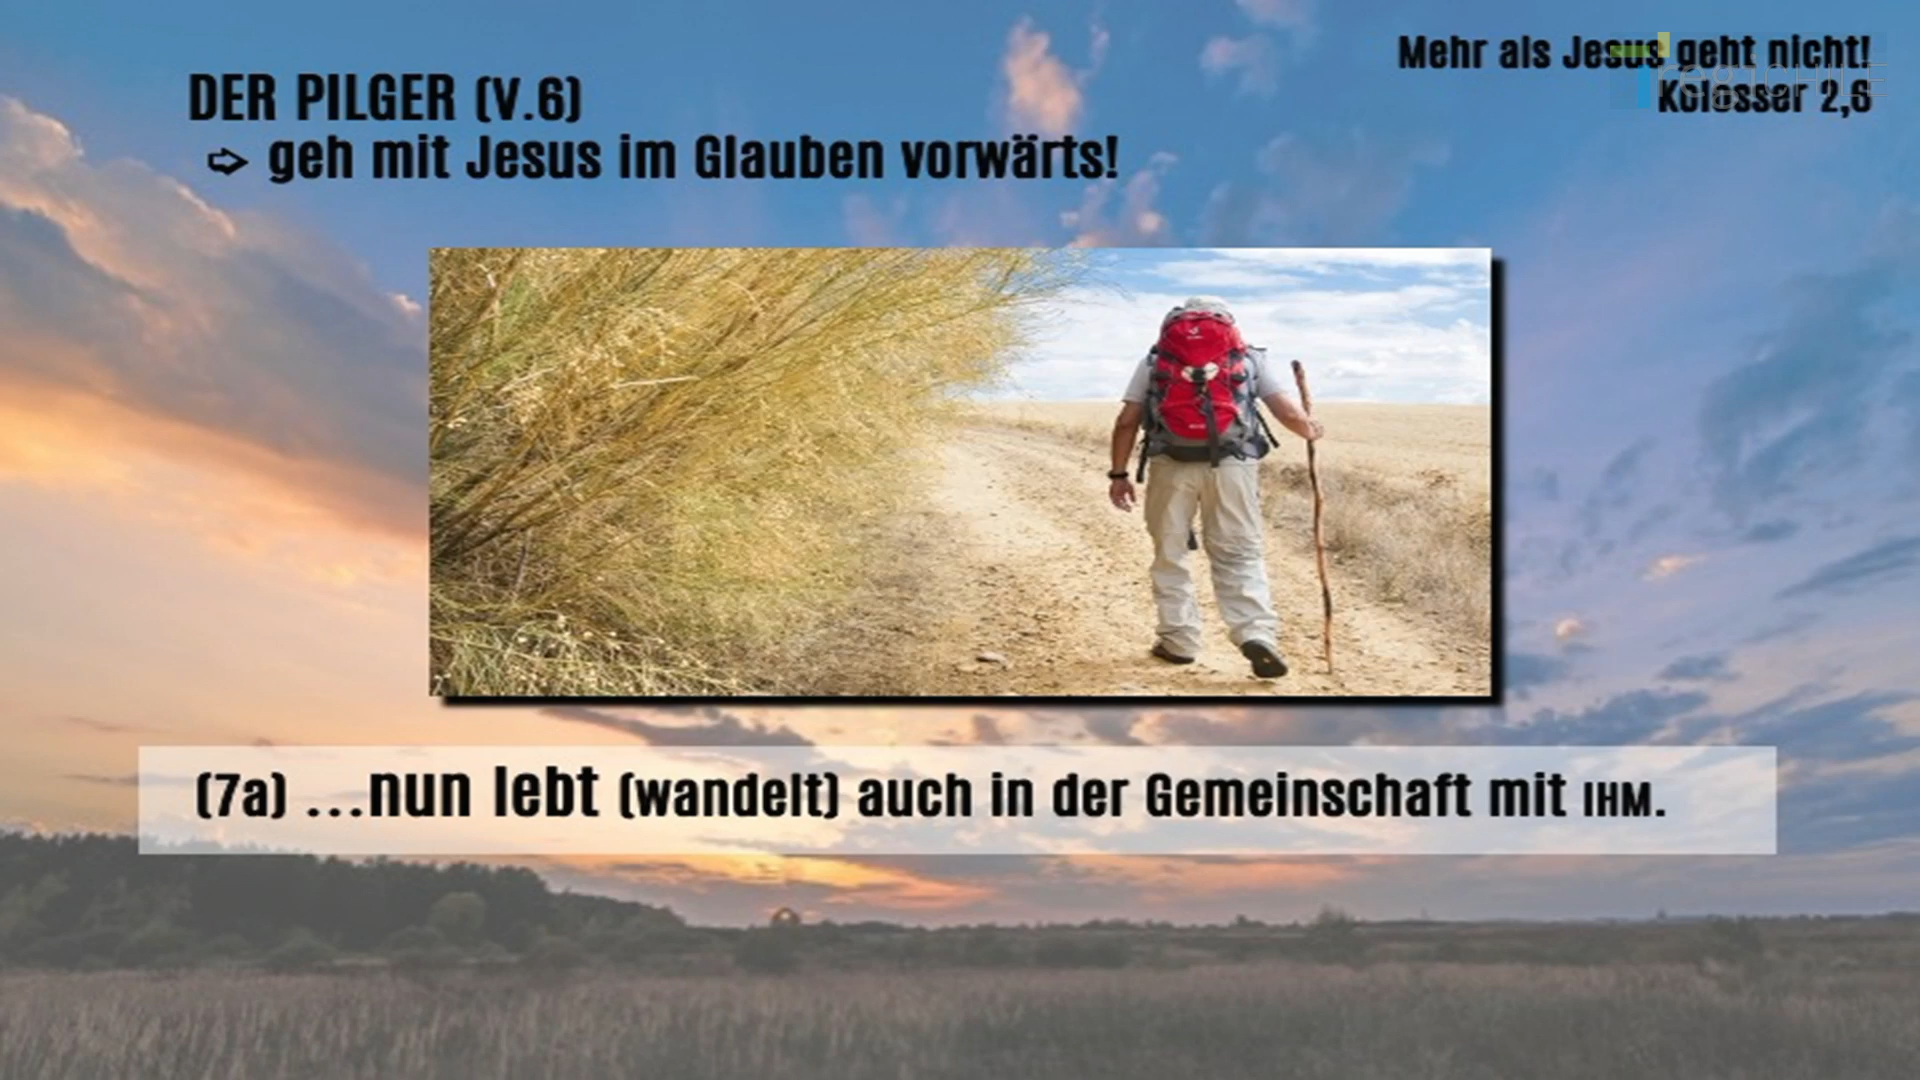 Mehr als Jesus geht nicht!
Kolosser 2,6
DER PILGER (V.6)
➩ geh mit Jesus im Glauben vorwärts!
(7a) ...nun lebt (wandelt) auch in der Gemeinschaft mit IHM.
regioHILF